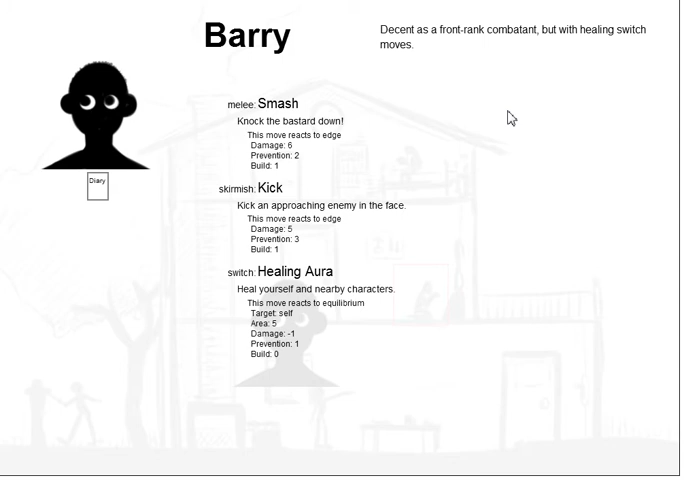 Barry
Decent as a front-rank combatant, but with healing switch
moves.
Diary
melee: Smash
Knock the bastard down!
This move reacts to edge
Damage: 6
Prevention: 2
Build: 1
skirmish: Kick
Kick an approaching enemy in the face.
This move reacts to edge
Damage: 5
Prevention: 3
Build: 1
switch: Healing Aura
Heal yourself and nearby characters.
This move reacts to equilibrium
Target: self
Area: 5
Damage: -1
Prevention: 1
Build: 0